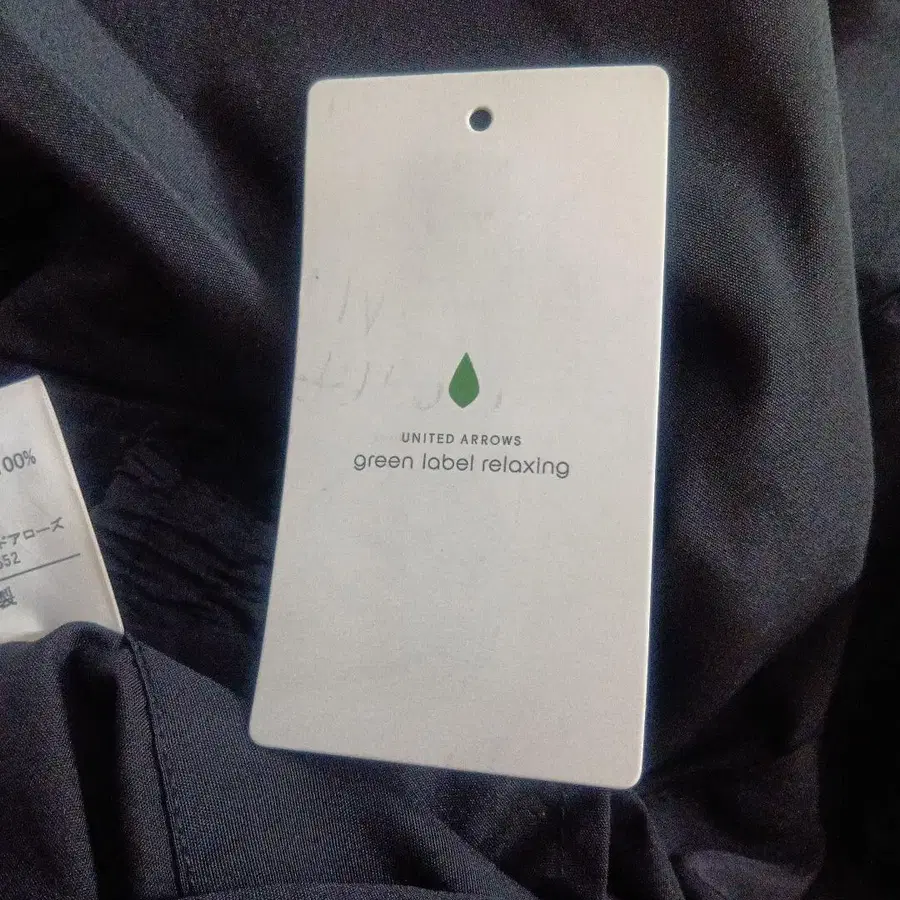 UNITED ARROWS
green label relaxing
100%
ドアローズ
552
製